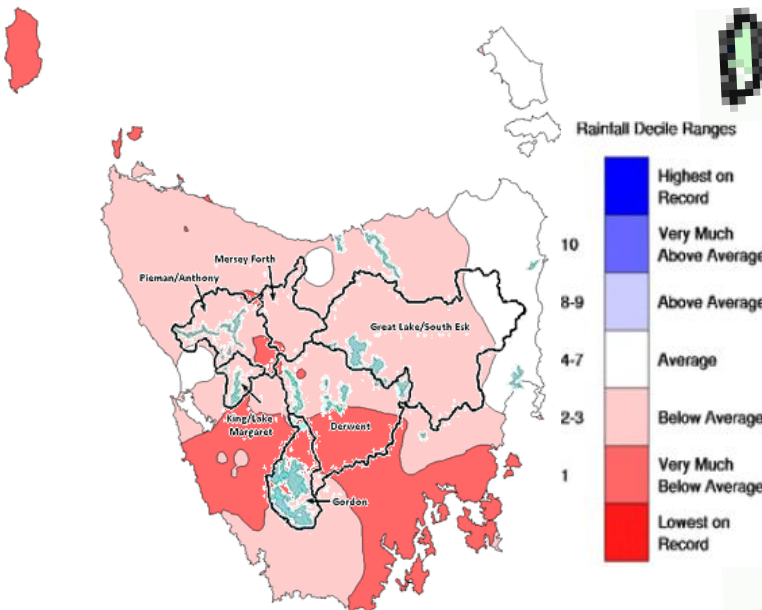 Rainfall Decile Ranges
Highest on
Record
10
Very Much
Above Average
8-9
Above Average
4-7
Average
2-3
Below Average
1
Very Much
Below Average
Lowest on
Record
Mersey Forth
Pieman/Anthony
Great Lake/South Esk
King/Lake
Margaret
Derwent
Gordon